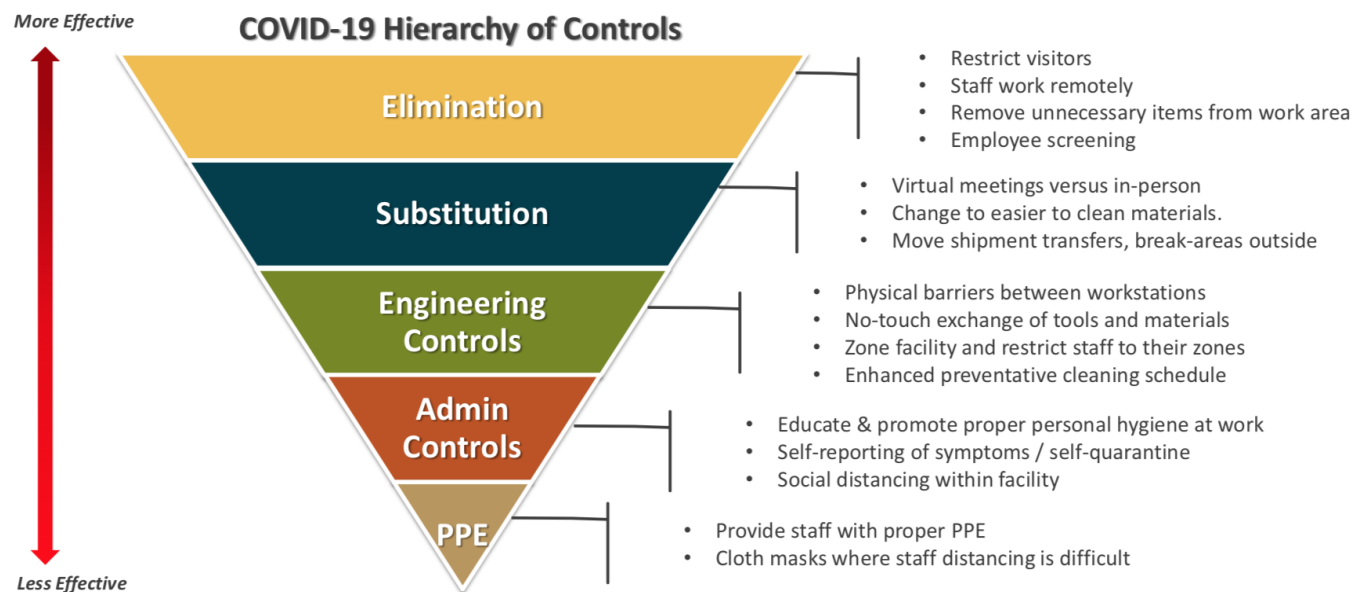 More Effective
COVID-19 Hierarchy of Controls
Elimination
• Restrict visitors
• Staff work remotely
• Remove unnecessary items from work area
• Employee screening
Substitution
• Virtual meetings versus in-person
• Change to easier to clean materials.
• Move shipment transfers, break-areas outside
Engineering
Controls
• Physical barriers between workstations
• No-touch exchange of tools and materials
• Zone facility and restrict staff to their zones
• Enhanced preventative cleaning schedule
Admin
Controls
• Educate & promote proper personal hygiene at work
• Self-reporting of symptoms / self-quarantine
• Social distancing within facility
PPE
• Provide staff with proper PPE
• Cloth masks where staff distancing is difficult
Less Effective